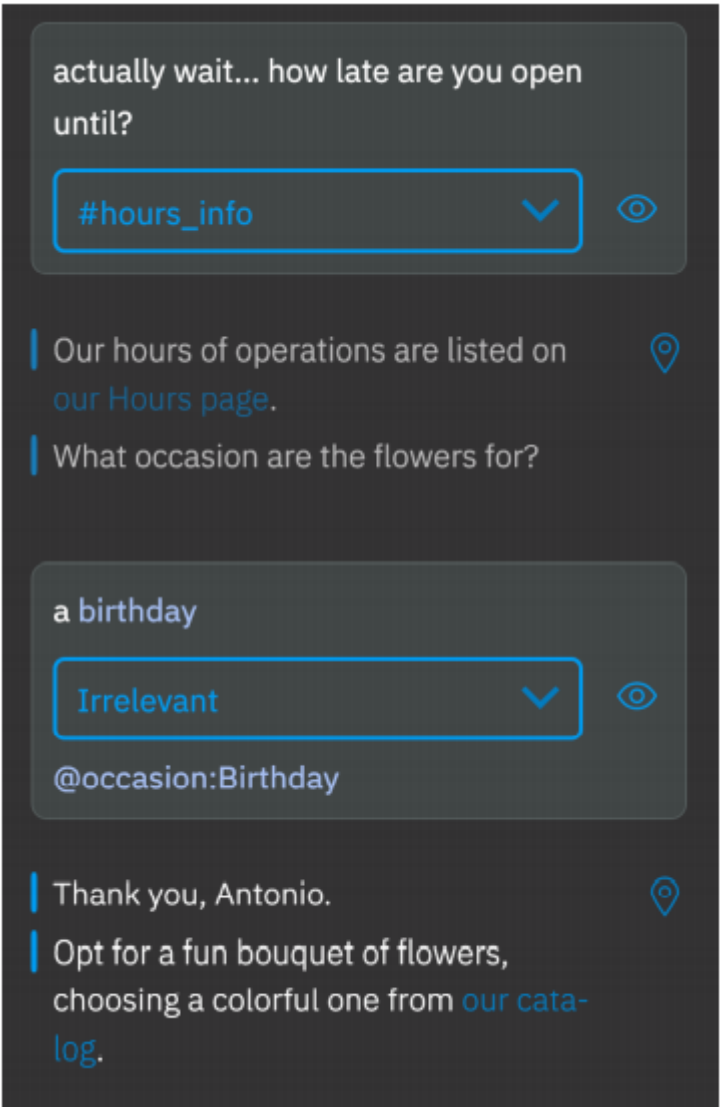 actually wait... how late are you open
until?
#hours_info
Our hours of operations are listed on
our Hours page.
What occasion are the flowers for?
a birthday
Irrelevant
@occasion:Birthday
Thank you, Antonio.
Opt for a fun bouquet of flowers,
choosing a colorful one from our cata-
log.